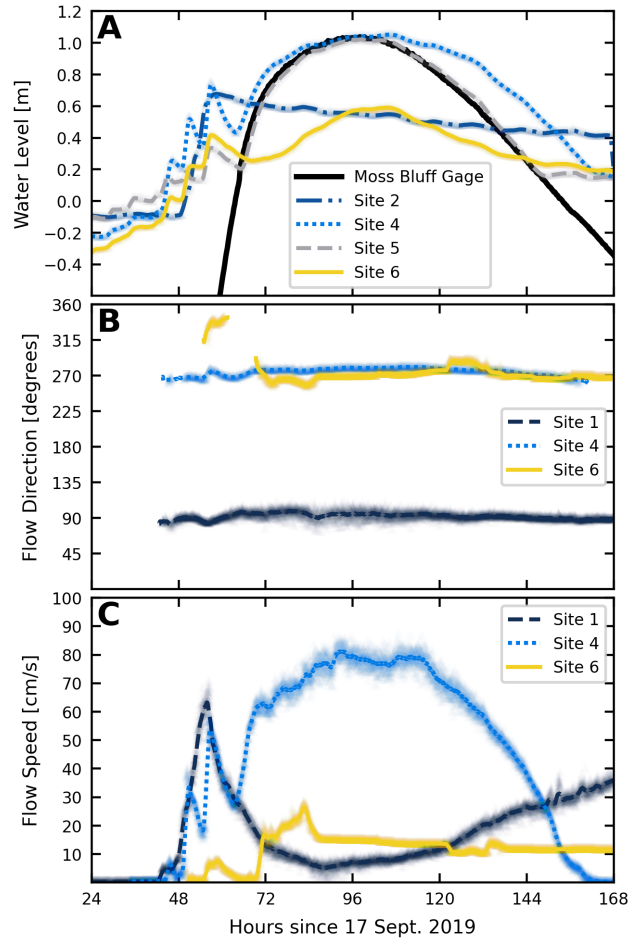 A
1.2
1.0
0.8
0.6
0.4
0.2
0.0
−0.2
−0.4
Water Level [m]
Moss Bluff Gage
Site 2
Site 4
Site 5
Site 6
B
360
315
270
225
180
135
90
45
Flow Direction [degrees]
Site 1
Site 4
Site 6
C
100
90
80
70
60
50
40
30
20
10
Flow Speed [cm/s]
Site 1
Site 4
Site 6
24 48 72 96 120 144 168
Hours since 17 Sept. 2019